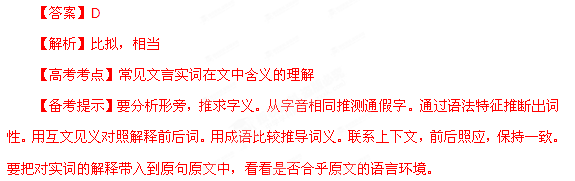 【答案】D
【解析】比拟，相当
【高考考点】常见文言实词在文中含义的理解
【备考提示】要分析形旁，推求字义。从字音相同推测通假字。通过语法特征推断出词
性。用互文见义对照解释前后词。用成语比较推导词义。联系上下文，前后照应，保持一致。
要把对实词的解释带入到原句原文中，看看是否合乎原文的语言环境。